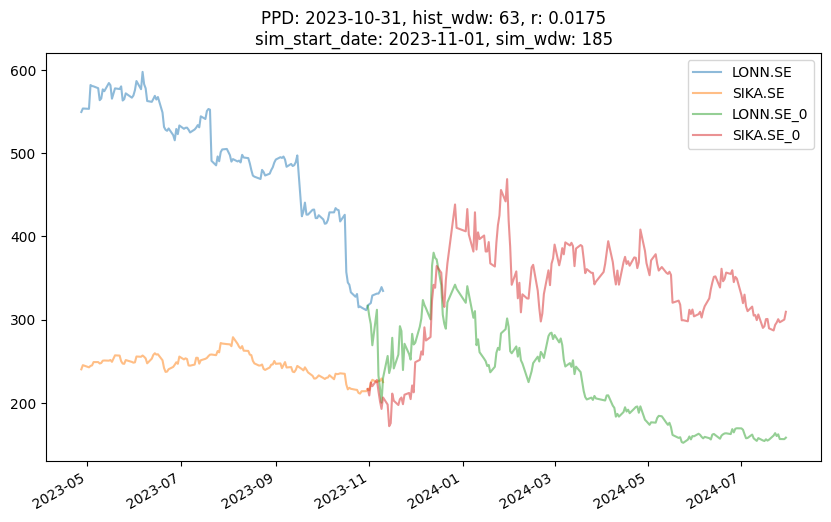 PPD: 2023-10-31, hist_wdw: 63, r: 0.0175
sim_start_date: 2023-11-01, sim_wdw: 185
LONN.SE
SIKA.SE
LONN.SE_0
SIKA.SE_0
600
500
400
300
200
2023-05
2023-07
2023-09
2023-11
2024-01
2024-03
2024-05
2024-07